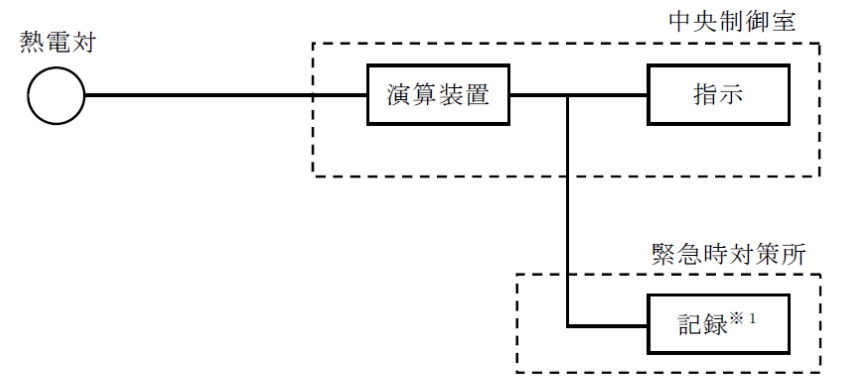 中央制御室
熱電対
演算装置
指示
緊急時対策所
記録※1